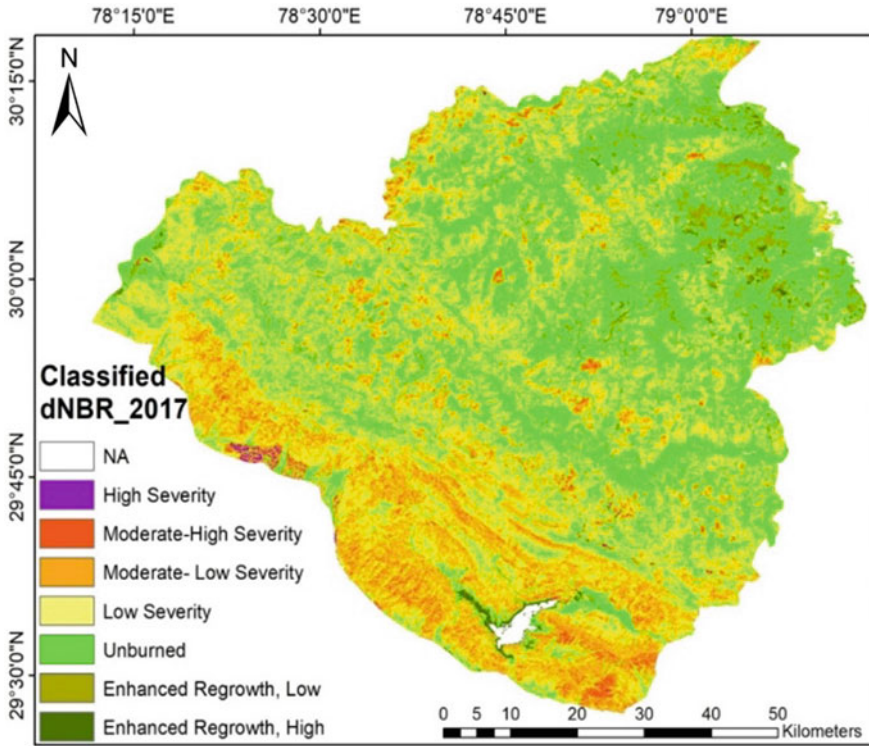 78°15'0"E 78°30'0"E 78°45'0"E 79°0'0"E
N
30°15'0"N
30°0'0"N
29°45'0"N
29°30'0"N
Classified
dNBR_2017
NA
High Severity
Moderate-High Severity
Moderate- Low Severity
Low Severity
Unburned
Enhanced Regrowth, Low
Enhanced Regrowth, High
0 5 10 20 30 40 50
Kilometers